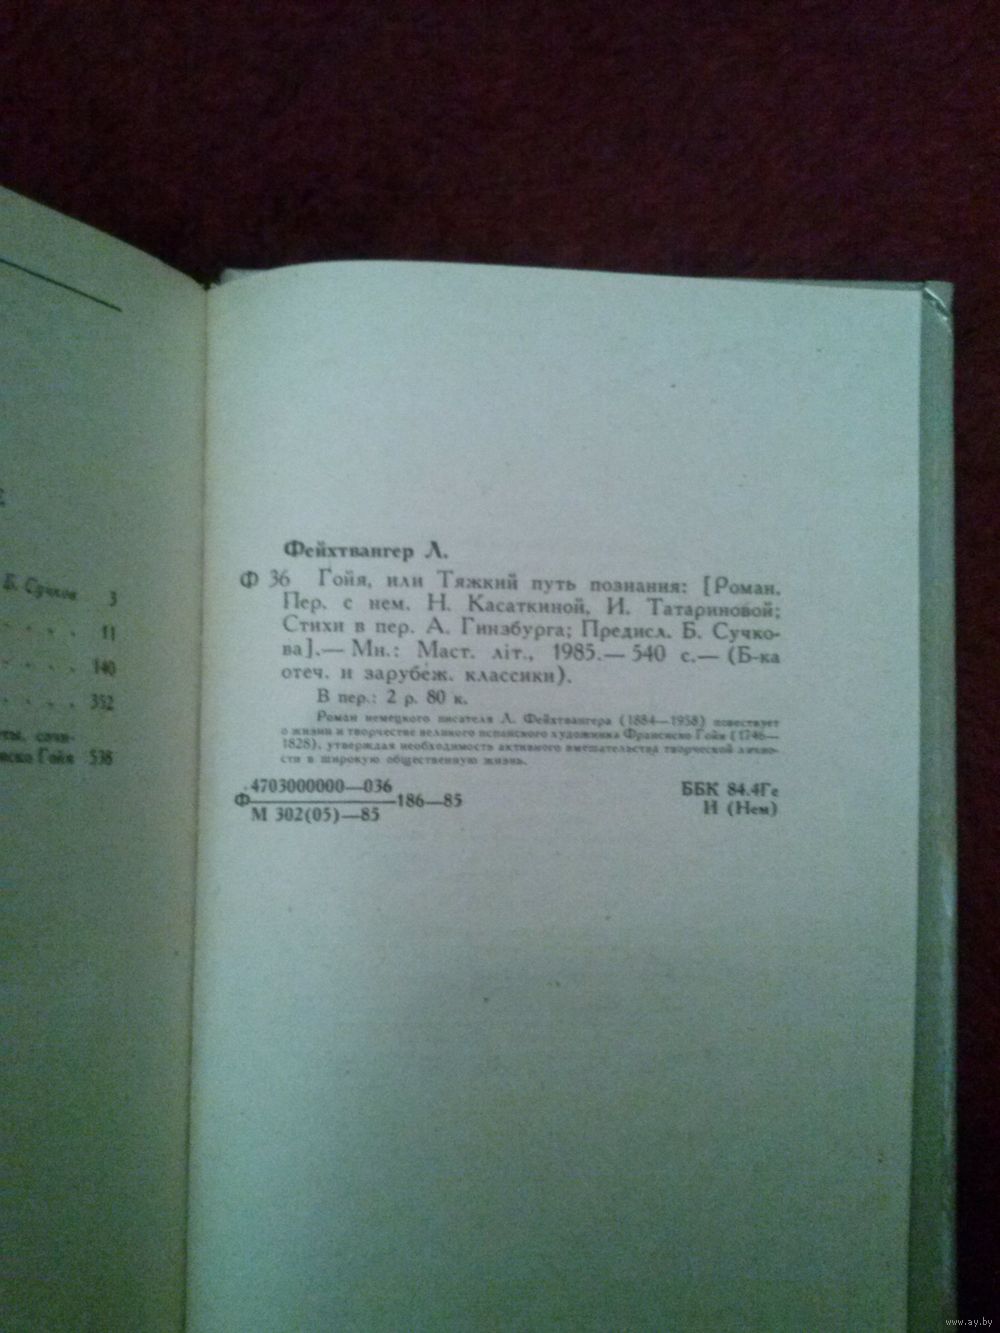 Б. Сучков 3
11
140
352
ско Гойя 538
Фейхтвангер Л.
Ф 36 Гойя, или Тяжкий путь познания: [Роман.
Пер. с нем. Н. Касаткиной, И. Татариновой;
Стихи в пер. А. Гинзбурга; Предисл. Б. Сучко-
ва].— Мн.: Маст. літ., 1985.— 540 с.— (Б-ка
отеч. и зарубеж. классики).
В пер.: 2 р. 80 к.
Роман немецкого писателя Л. Фейхтвангера (1884—1958) повествует
о жизни и творчестве великого испанского художника Франсиско Гойи (1746—
1828), утверждая необходимость активного вмешательства творческой лично-
сти в широкую общественную жизнь.
4703000000—036
Ф 186—85
М 302(05)—85
ББК 84.4Ге
И (Нем)
www.ay.by